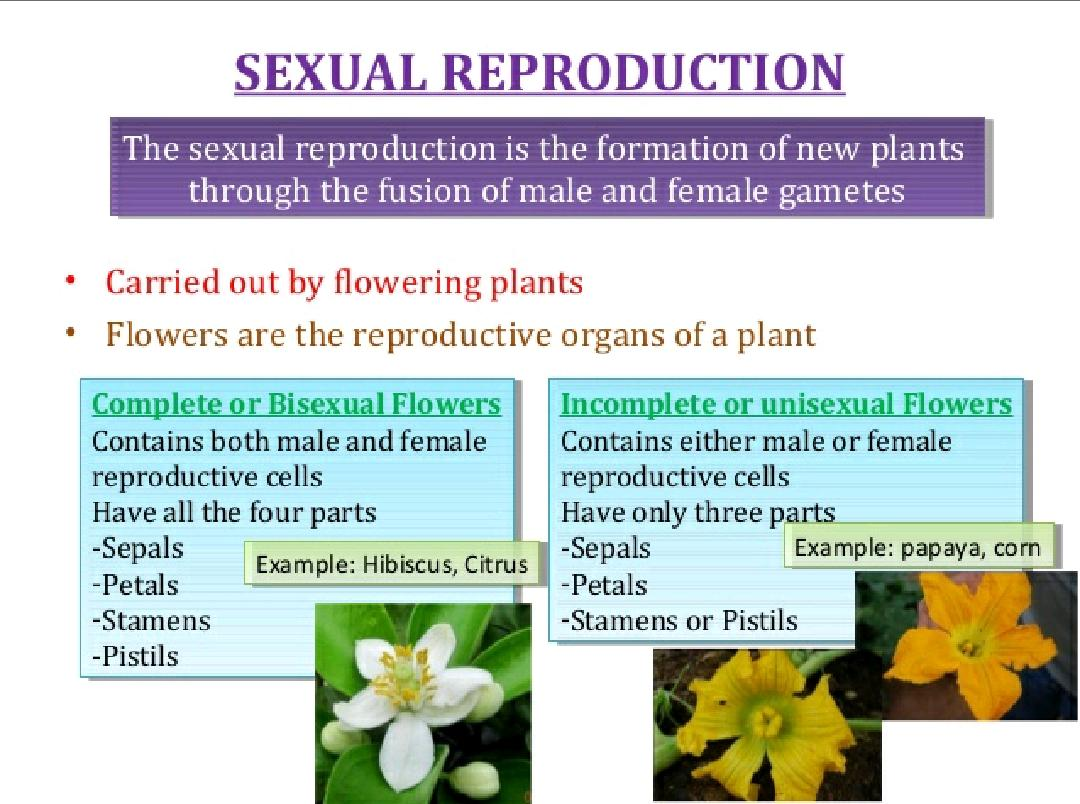 SEXUAL REPRODUCTION
The sexual reproduction is the formation of new plants
through the fusion of male and female gametes
• Carried out by flowering plants
• Flowers are the reproductive organs of a plant
Complete or Bisexual Flowers
Contains both male and female
reproductive cells
Have all the four parts
-Sepals
-Petals
-Stamens
-Pistils
Example: Hibiscus, Citrus
Incomplete or unisexual Flowers
Contains either male or female
reproductive cells
Have only three parts
-Sepals
-Petals
-Stamens or Pistils
Example: papaya, corn